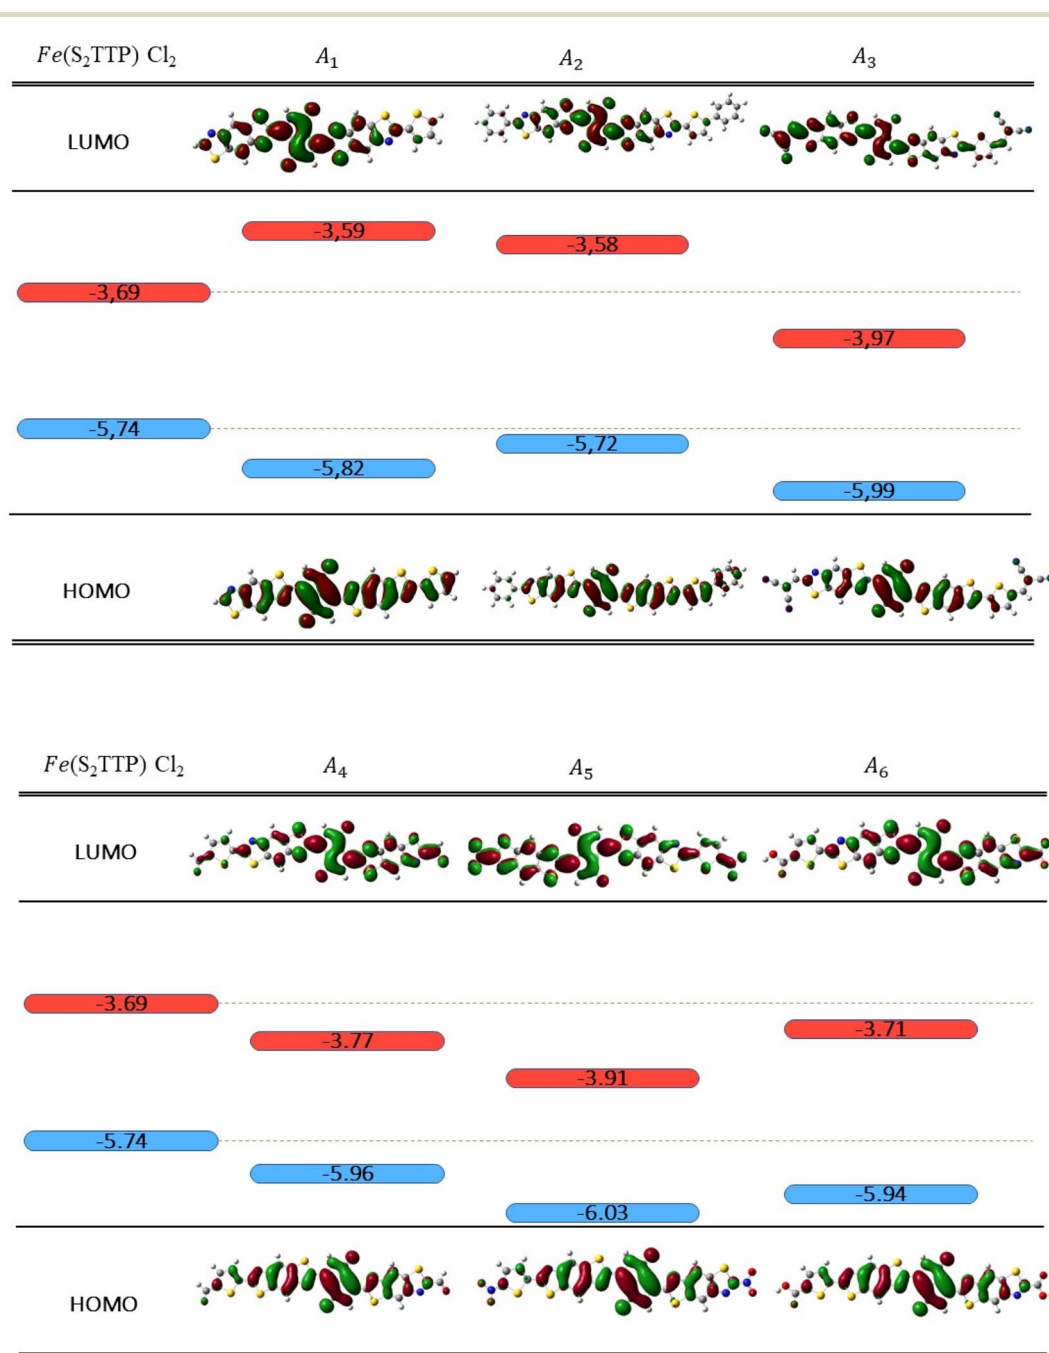 Fe(S₂TTP) Cl₂ A₁ A₂ A₃
LUMO
-3,59
-3,58
-3,69
-3,97
-5,74
-5,72
-5,82
-5,99
HOMO
Fe(S₂TTP) Cl₂ A₄ A₅ A₆
LUMO
-3.69
-3.71
-3.77
-3.91
-5.74
-5.96
-5.94
-6.03
HOMO